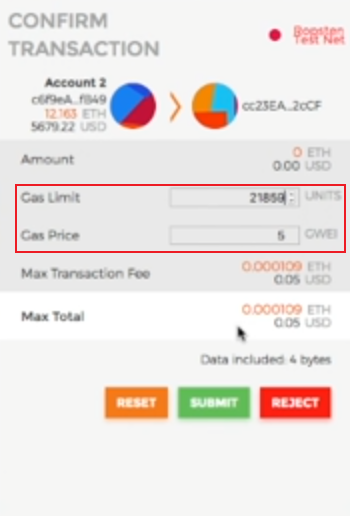 CONFIRM
TRANSACTION
Test Net
Account 2
c6f9eA...f849
cc23EA...2cCF
12.163 ETH
5679.22 USD
Amount
0 ETH
0.00 USD
Gas Limit
21859
UNITS
Gas Price
5
GWEI
Max Transaction Fee
0.000109 ETH
0.05 USD
Max Total
0.000109 ETH
0.05 USD
Data included: 4 bytes
RESET
SUBMIT
REJECT